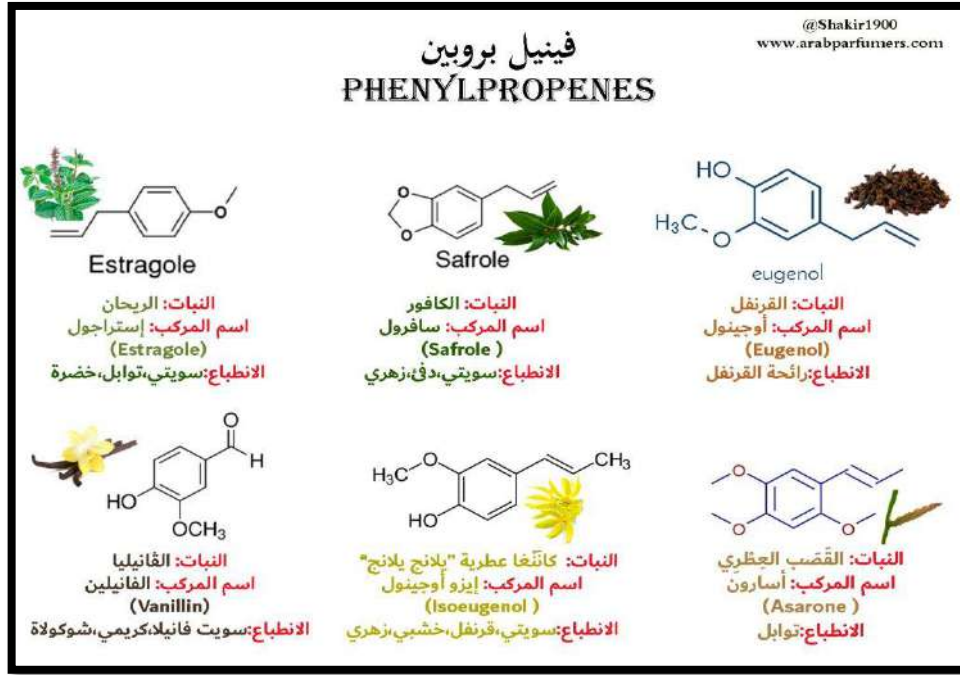 @Shakir1900
www.arabparfumers.com
فينيل بروبين
PHENYLPROPENES
O
Estragole
النبات: الريحان
اسم المركب: إستراجول
(Estragole)
الانطباع:سويتي،توابل،خضرة
O
O
Safrole
النبات: الكافور
اسم المركب: سافرول
(Safrole )
الانطباع:سويتي،دفئ،زهري
HO
H₃C
O
eugenol
النبات: القرنفل
اسم المركب: أوجينول
(Eugenol)
الانطباع:رائحة القرنفل
O
H
HO
OCH₃
النبات: الڤانيليا
اسم المركب: الفانيلين
(Vanillin)
الانطباع:سويت فانيلا،كريمي،شوكولاة
H₃C
O
CH₃
HO
النبات: كانَنْغا عطرية "يلانج يلانج"
اسم المركب: إيزو أوجينول
(Isoeugenol )
الانطباع:سويتي،قرنفل،خشبي،زهري
O
O
O
النبات: القَصَب العِطْرِي
اسم المركب: أسارون
(Asarone )
الانطباع:توابل